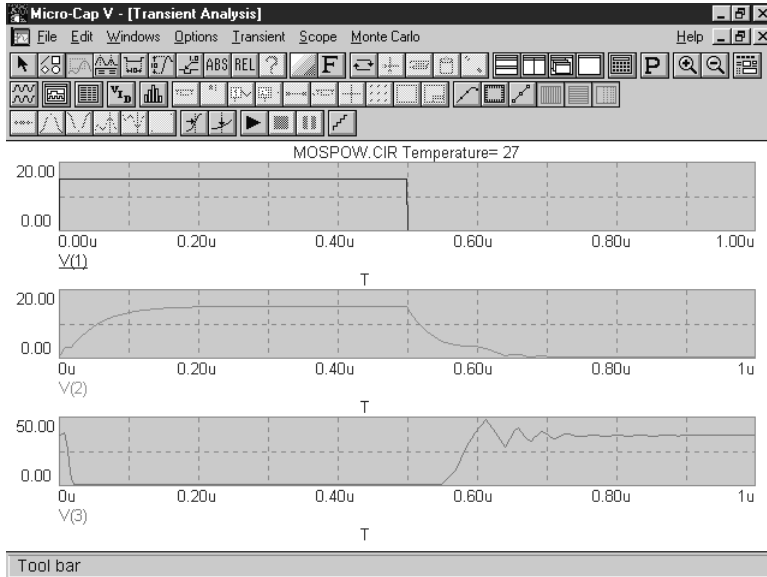 Micro-Cap V - [Transient Analysis]
File Edit Windows Options Transient Scope Monte Carlo Help
ABS REL ? F P
MOSPOW.CIR Temperature= 27
20.00
0.00
0.00u 0.20u 0.40u 0.60u 0.80u 1.00u
V(1)
T
20.00
0.00
0u 0.20u 0.40u 0.60u 0.80u 1u
V(2)
T
50.00
0.00
0u 0.20u 0.40u 0.60u 0.80u 1u
V(3)
T
Tool bar